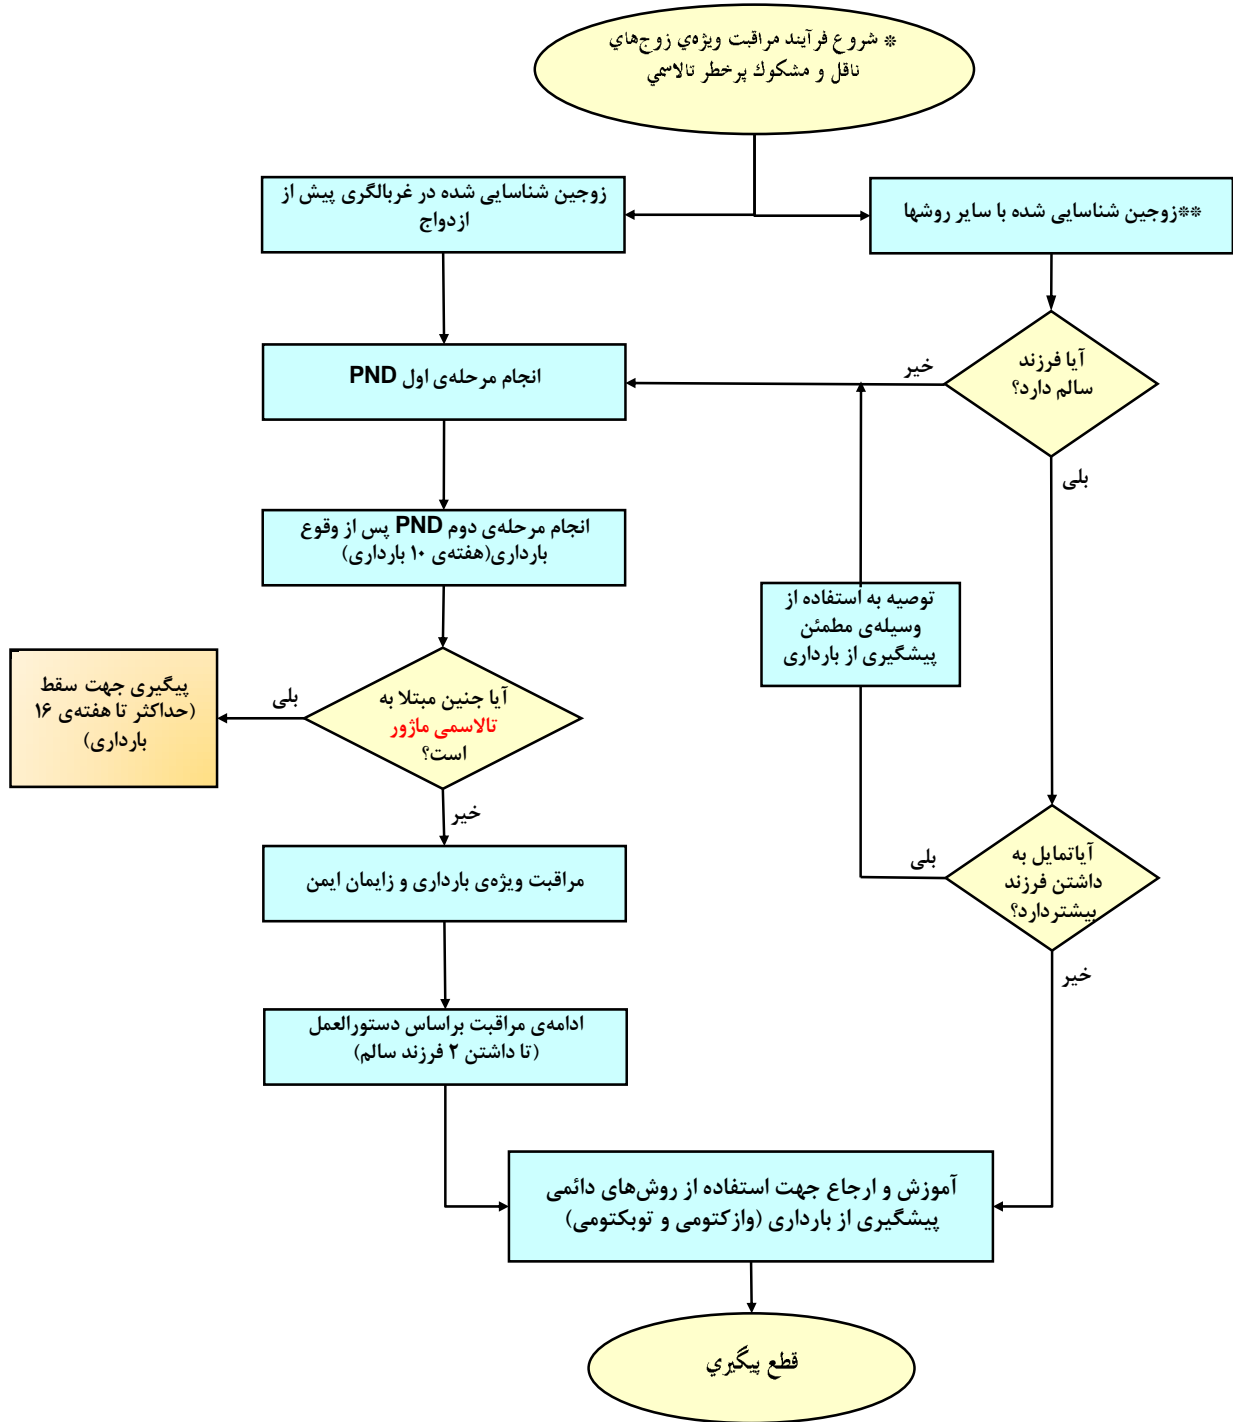 * شروع فرآيند مراقبت ويژه‌ي زوج‌هاي
ناقل و مشكوك پرخطر تالاسمي
زوجین شناسایی شده در غربالگری پیش از
ازدواج
**زوجین شناسایی شده با سایر روشها
آیا فرزند
سالم دارد؟
خیر
بلی
انجام مرحله‌ی اول PND
انجام مرحله‌ی دوم PND پس از وقوع
بارداری(هفته‌ی ۱۰ بارداری)
توصیه به استفاده از
وسیله‌ی مطمئن
پیشگیری از بارداری
آیا جنین مبتلا به
تالاسمی ماژور
است؟
بلی
پیگیری جهت سقط
(حداکثر تا هفته‌ی ۱۶
بارداری)
خیر
آیاتمایل به
داشتن فرزند
بیشتردارد؟
بلی
خیر
مراقبت ویژه‌ی بارداری و زایمان ایمن
ادامه‌ی مراقبت براساس دستورالعمل
(تا داشتن ۲ فرزند سالم)
آموزش و ارجاع جهت استفاده از روش‌های دائمی
پیشگیری از بارداری (وازکتومی و توبکتومی)
قطع پيگيري